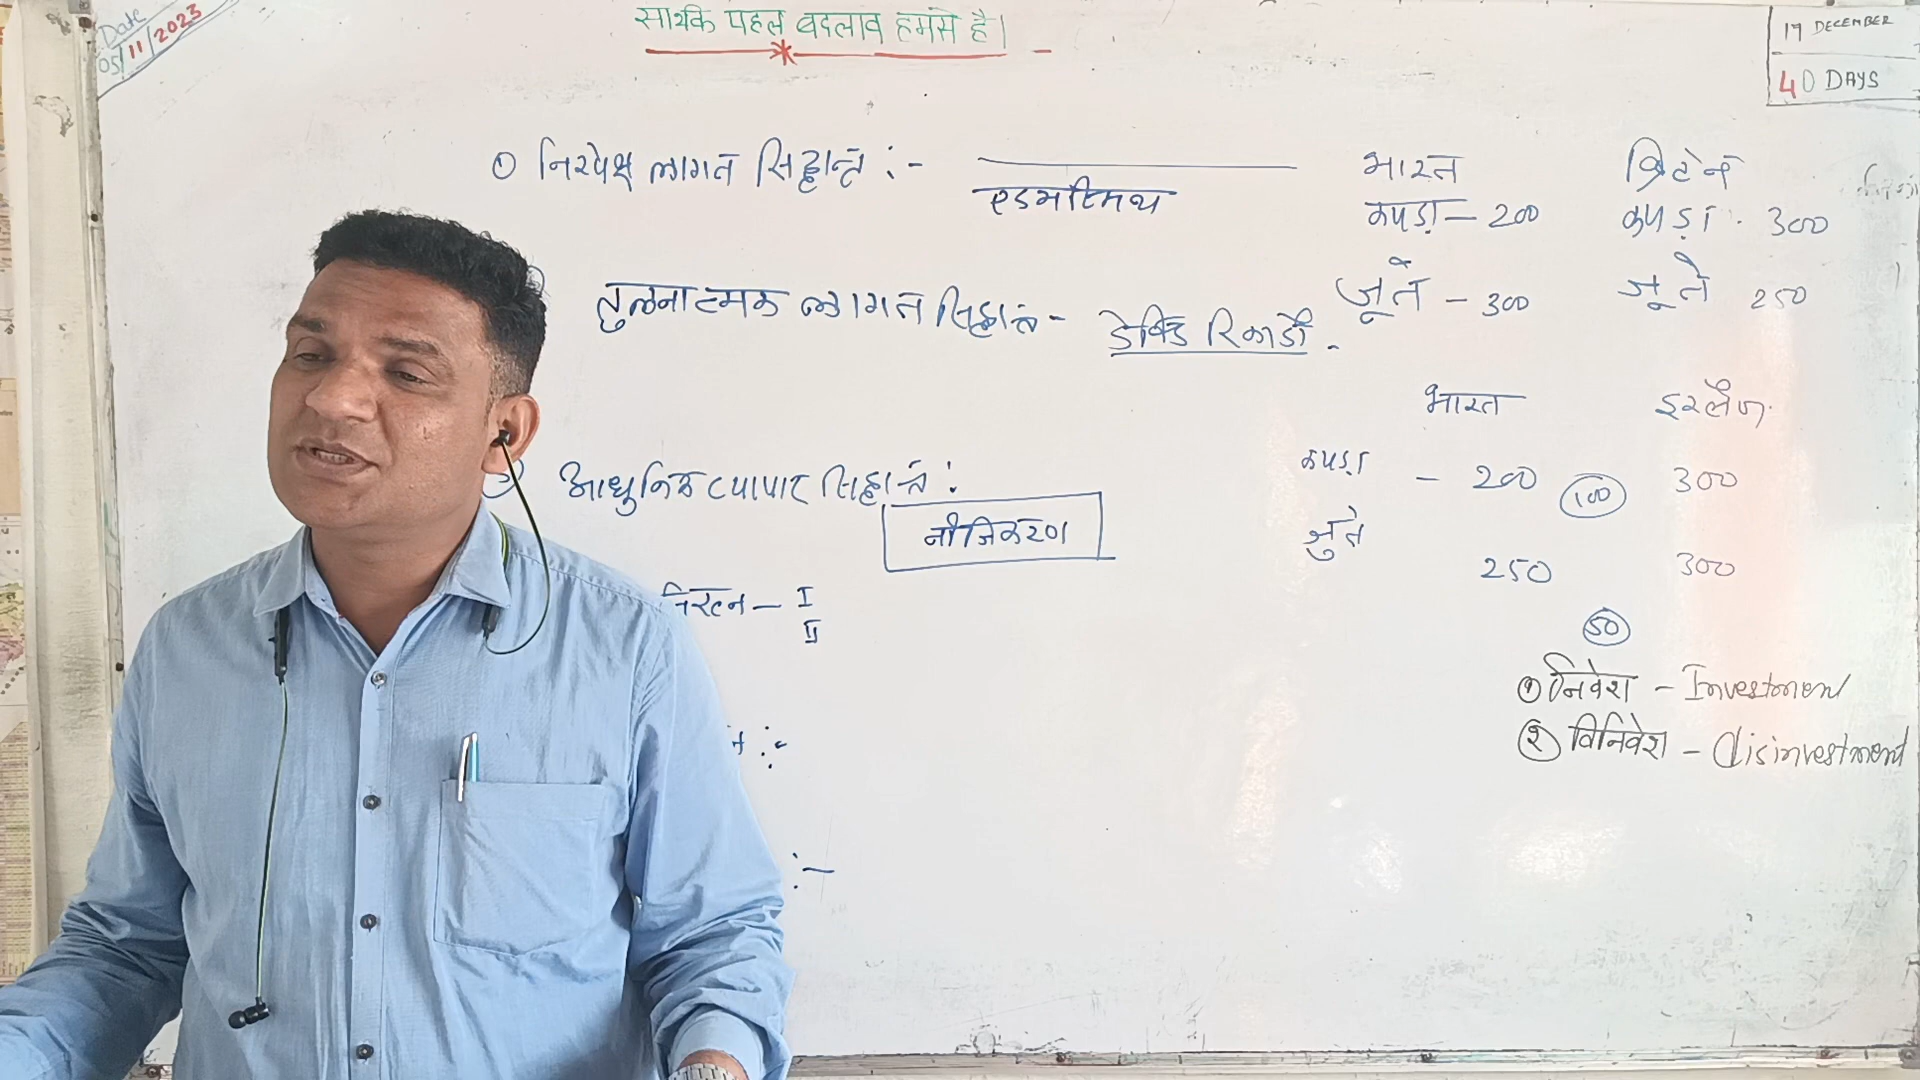 Date
05/11/2023
सार्थक पहल बदलाव हमसे है।
17 DECEMBER
40 DAYS
① निरपेक्ष लागत सिद्धान्त :-
एडमस्मिथ
भारत ब्रिटेन
कपड़ा - 200 कपड़ा 300
जूते - 300 जूते 250
तुलनात्मक लागत सिद्धांत - डेविड रिकार्डो -
भारत इग्लैण्ड
कपड़ा - 200 (100) 300
जुते 250 300
(50)
आधुनिक व्यापार सिद्धान्त :
नीजिकरण
I
II
① निवेश - Investment
② विनिवेश - disinvestment